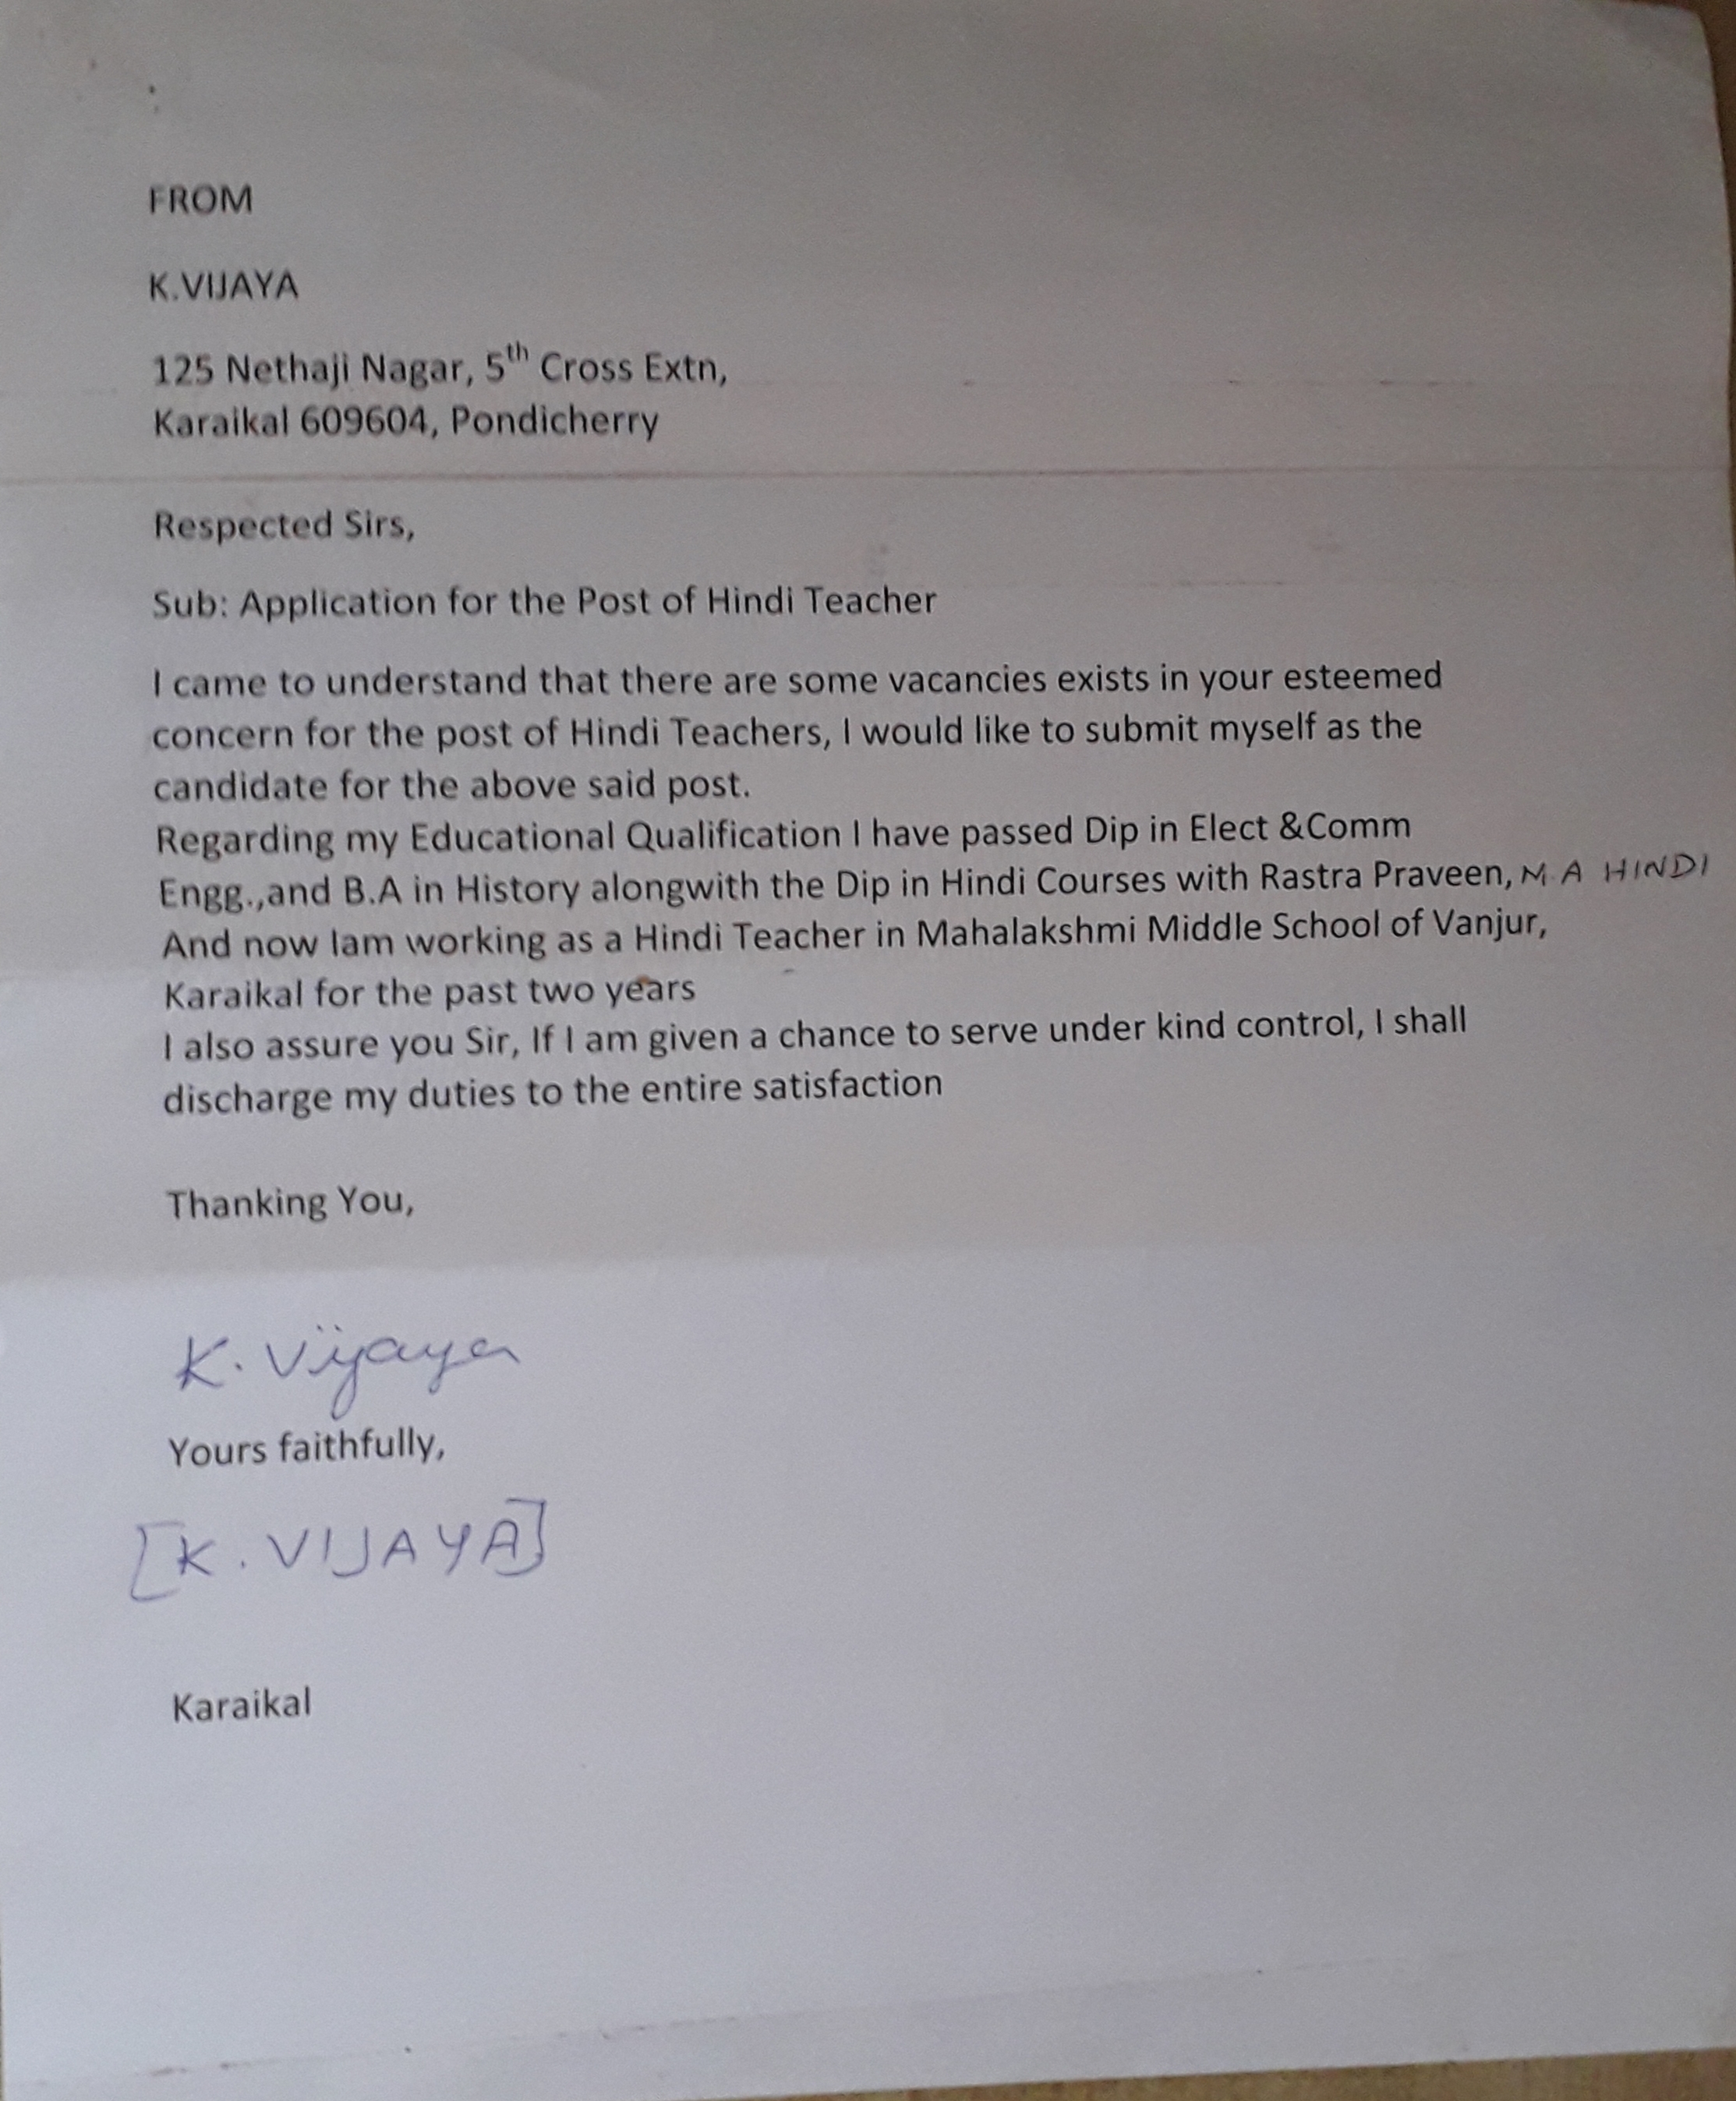 FROM
K.VIJAYA
125 Nethaji Nagar, 5th Cross Extn,
Karaikal 609604, Pondicherry
Respected Sirs,
Sub: Application for the Post of Hindi Teacher
I came to understand that there are some vacancies exists in your esteemed
concern for the post of Hindi Teachers, I would like to submit myself as the
candidate for the above said post.
Regarding my Educational Qualification I have passed Dip in Elect &Comm
Engg.,and B.A in History alongwith the Dip in Hindi Courses with Rastra Praveen, M.A HINDI
And now Iam working as a Hindi Teacher in Mahalakshmi Middle School of Vanjur,
Karaikal for the past two years
I also assure you Sir, If I am given a chance to serve under kind control, I shall
discharge my duties to the entire satisfaction
Thanking You,
K. Vijaya
Yours faithfully,
[K. VIJAYA]
Karaikal